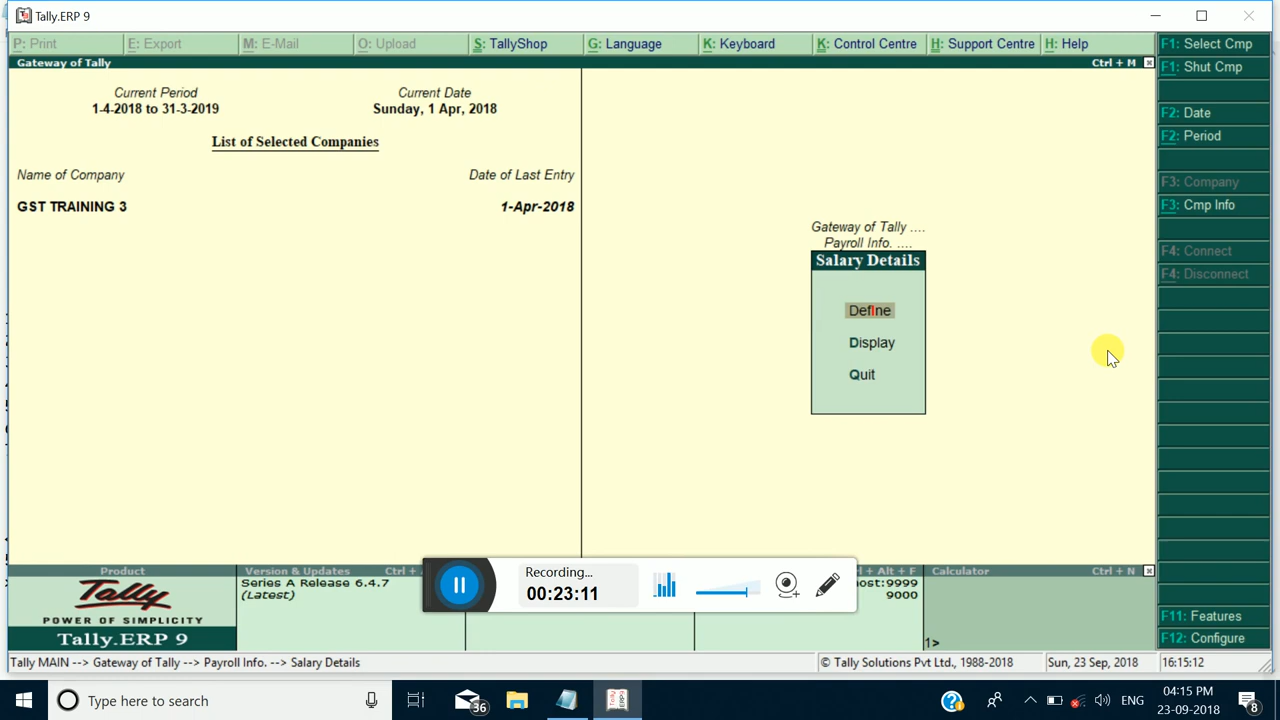 Tally.ERP 9
P: Print E: Export M: E-Mail O: Upload S: TallyShop G: Language K: Keyboard K: Control Centre H: Support Centre H: Help
Gateway of Tally Ctrl + M
Current Period Current Date
1-4-2018 to 31-3-2019 Sunday, 1 Apr, 2018
List of Selected Companies
Name of Company Date of Last Entry
GST TRAINING 3 1-Apr-2018
Gateway of Tally ....
Payroll Info. ....
Salary Details
Define
Display
Quit
F1: Select Cmp
F1: Shut Cmp
F2: Date
F2: Period
F3: Company
F3: Cmp Info
F4: Connect
F4: Disconnect
F11: Features
F12: Configure
Product
Tally
POWER OF SIMPLICITY
Tally.ERP 9
Version & Updates Ctrl +
Series A Release 6.4.7
(Latest)
Recording...
00:23:11
Ctrl + Alt + F
host:9999
9000
Calculator Ctrl + N
1>
Tally MAIN --> Gateway of Tally --> Payroll Info. --> Salary Details © Tally Solutions Pvt Ltd., 1988-2018 Sun, 23 Sep, 2018 16:15:12
Type here to search
36
ENG
04:15 PM
23-09-2018
8